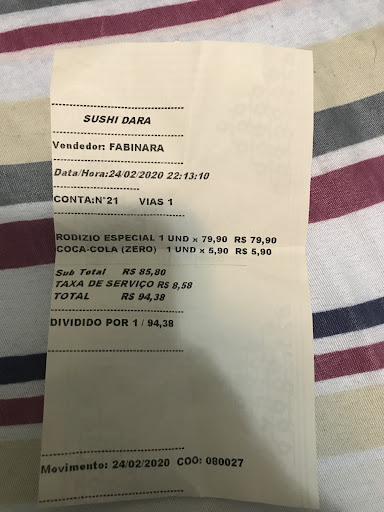 SUSHI DARA
Vendedor: FABINARA
Data/Hora:24/02/2020 22:13:10
CONTA:N°21 VIAS 1
RODIZIO ESPECIAL 1 UND x 79,90 R$ 79,90
COCA-COLA (ZERO) 1 UND x 5,90 R$ 5,90
Sub Total R$ 85,80
TAXA DE SERVIÇO R$ 8,58
TOTAL R$ 94,38
DIVIDIDO POR 1 / 94,38
Movimento: 24/02/2020 COO: 080027